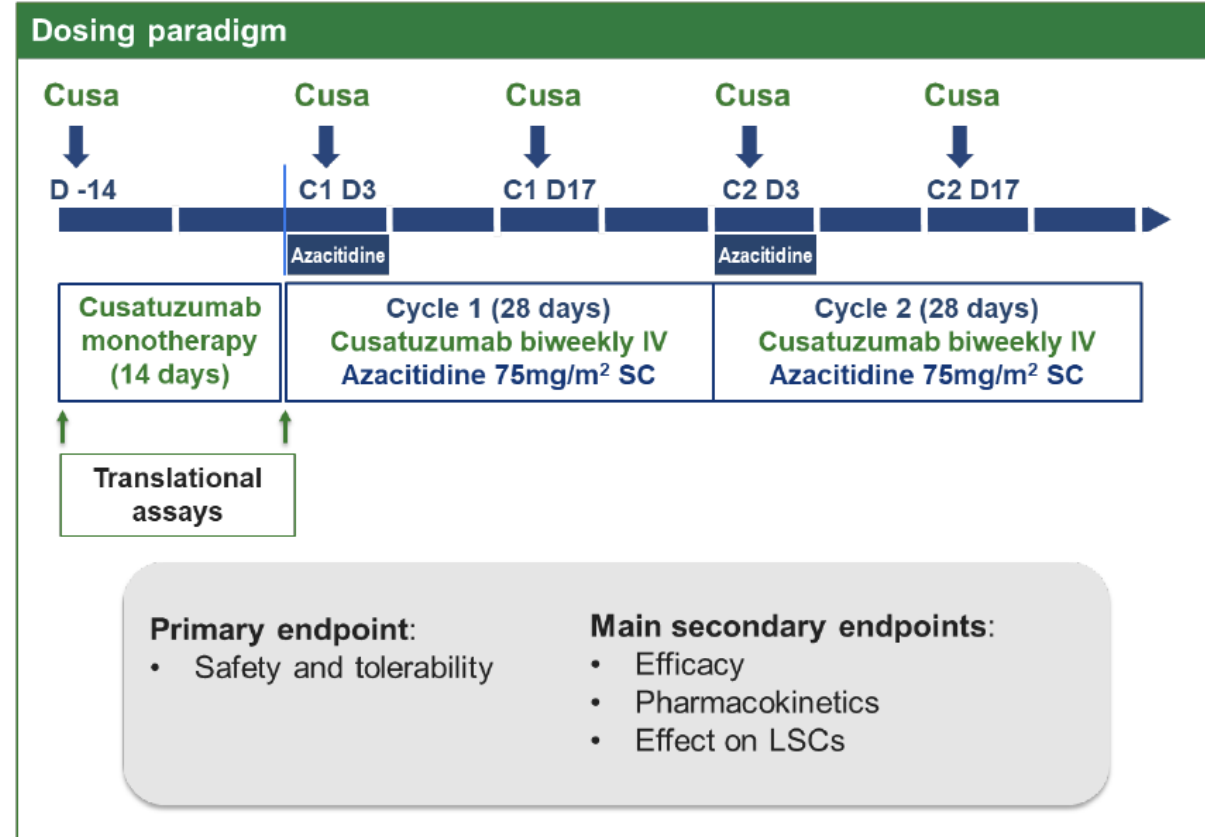 Dosing paradigm
Cusa Cusa Cusa Cusa Cusa
D -14 C1 D3 C1 D17 C2 D3 C2 D17
Azacitidine Azacitidine
Cusatuzumab
monotherapy
(14 days)
Cycle 1 (28 days)
Cusatuzumab biweekly IV
Azacitidine 75mg/m² SC
Cycle 2 (28 days)
Cusatuzumab biweekly IV
Azacitidine 75mg/m² SC
Translational
assays
Primary endpoint:
• Safety and tolerability
Main secondary endpoints:
• Efficacy
• Pharmacokinetics
• Effect on LSCs